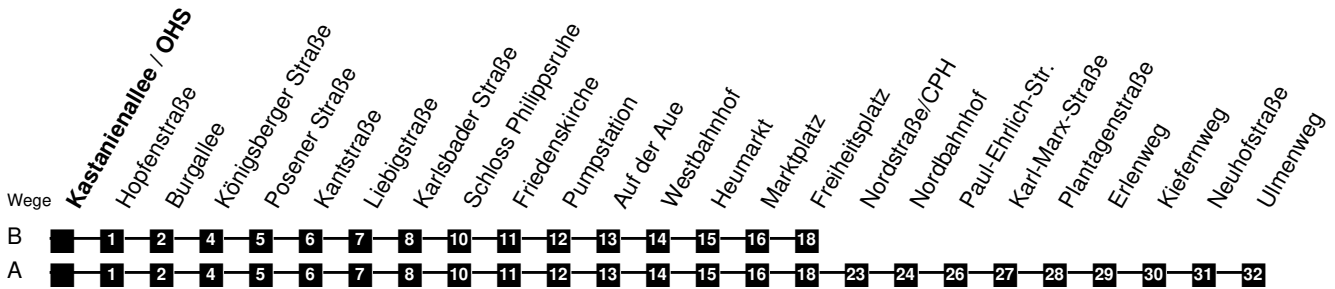 Kastanienallee / OHS
Hopfenstraße
Burgallee
Königsberger Straße
Posener Straße
Kantstraße
Liebigstraße
Karlsbader Straße
Schloss Philippsruhe
Friedenskirche
Pumpstation
Auf der Aue
Westbahnhof
Heumarkt
Marktplatz
Freiheitsplatz
Nordstraße/CPH
Nordbahnhof
Paul-Ehrlich-Str.
Karl-Marx-Straße
Plantagenstraße
Erlenweg
Kiefernweg
Neuhofstraße
Ulmenweg
Wege
B 1 2 4 5 6 7 8 10 11 12 13 14 15 16 18
A 1 2 4 5 6 7 8 10 11 12 13 14 15 16 18 23 24 26 27 28 29 30 31 32